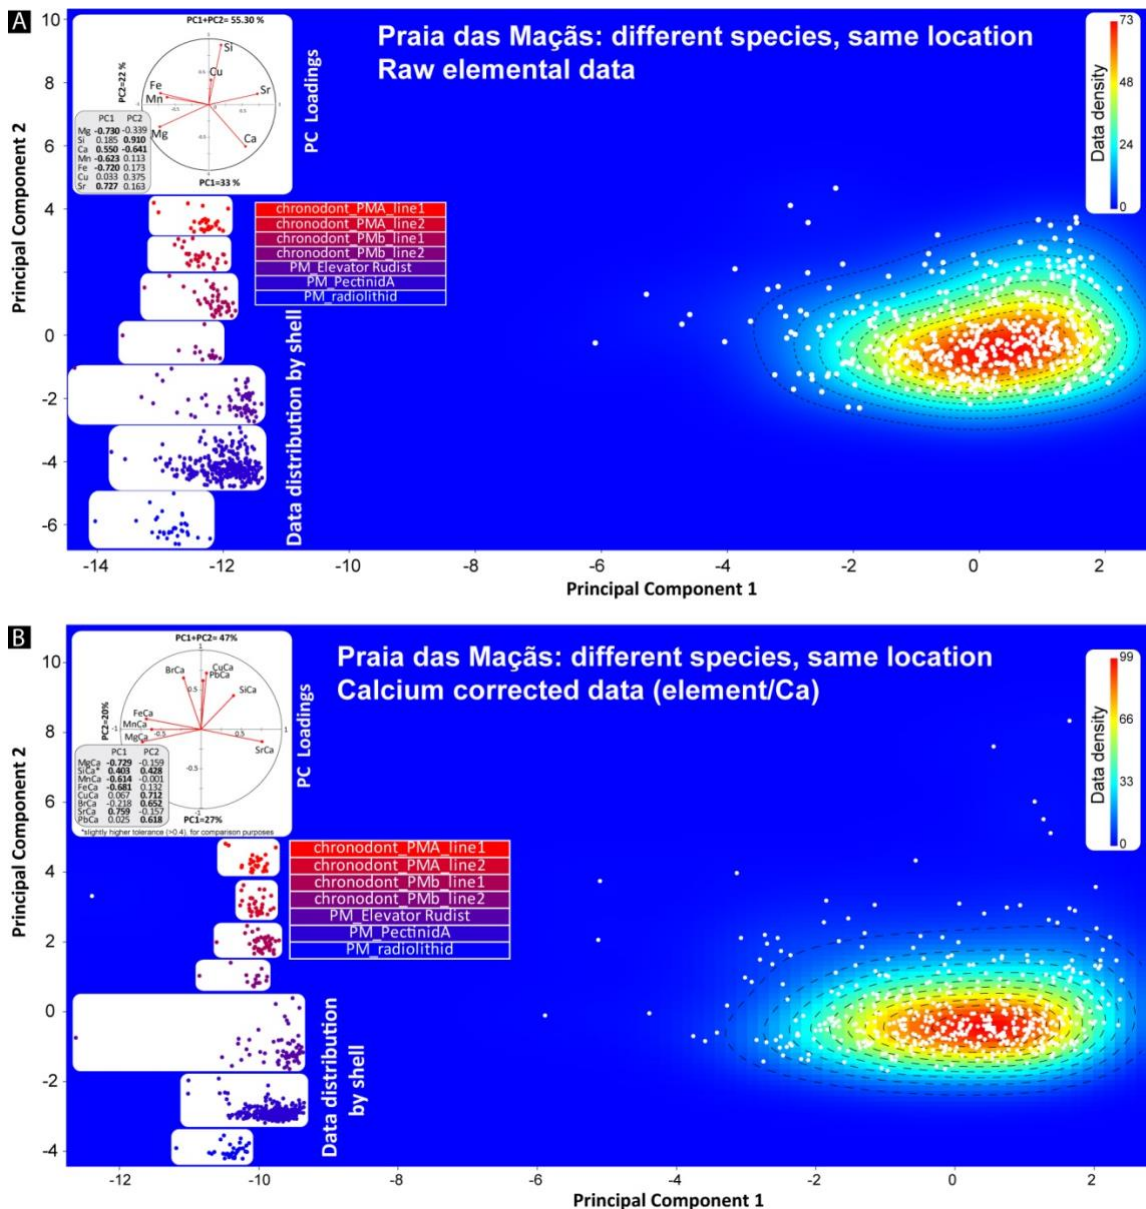 A
Praia das Maçãs: different species, same location
Raw elemental data
PC1+PC2= 55.30 %
PC2=22 %
PC1=33 %
PC Loadings
Si
Cu
Fe
Mn
Sr
Mg
Ca
PC1 PC2
Mg -0.730 -0.339
Si 0.185 0.910
Ca 0.550 -0.641
Mn -0.623 0.113
Fe -0.720 0.173
Cu 0.033 0.375
Sr 0.727 0.163
chronodont_PMA_line1
chronodont_PMA_line2
chronodont_PMb_line1
chronodont_PMb_line2
PM_Elevator Rudist
PM_PectinidA
PM_radiolithid
Data distribution by shell
Data density
73
48
24
0
Principal Component 2
10
8
6
4
2
0
-2
-4
-6
-14 -12 -10 -8 -6 -4 -2 0 2
Principal Component 1
B
Praia das Maçãs: different species, same location
Calcium corrected data (element/Ca)
PC1+PC2= 47%
PC2=20%
PC1=27%
PC Loadings
BrCa
CuCa
PbCa
SiCa
FeCa
MnCa
MgCa
SrCa
PC1 PC2
MgCa -0.729 -0.159
SiCa* 0.403 0.428
MnCa -0.614 -0.001
FeCa -0.681 0.132
CuCa 0.067 0.712
BrCa -0.218 0.652
SrCa 0.759 -0.157
PbCa 0.025 0.618
*slightly higher tolerance (>0.4), for comparison purposes
chronodont_PMA_line1
chronodont_PMA_line2
chronodont_PMb_line1
chronodont_PMb_line2
PM_Elevator Rudist
PM_PectinidA
PM_radiolithid
Data distribution
by shell
Data density
99
66
33
0
Principal Component 2
10
8
6
4
2
0
-2
-4
-12 -10 -8 -6 -4 -2 0 2
Principal Component 1